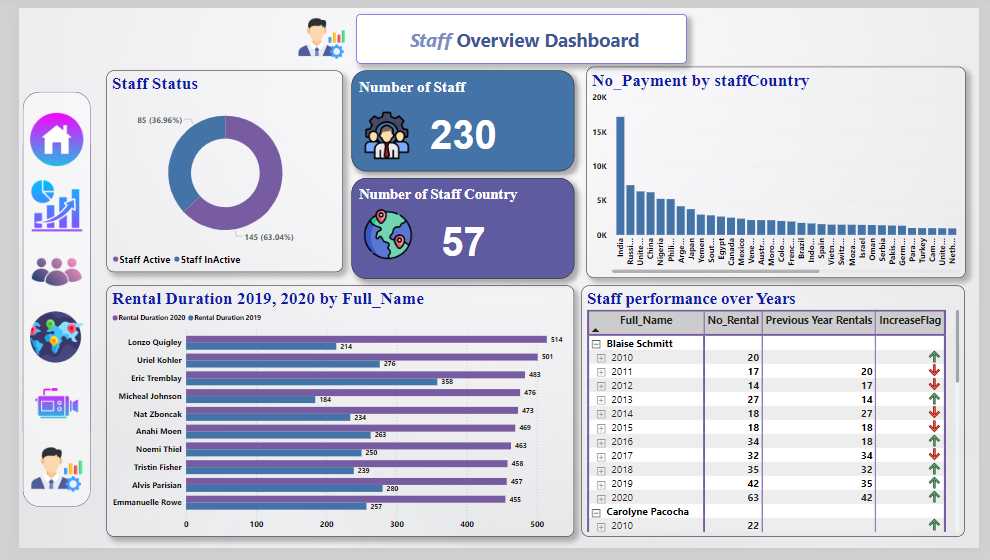 Staff Overview Dashboard
Staff Status
85 (36.96%)
145 (63.04%)
Staff Active Staff InActive
Number of Staff
230
Number of Staff Country
57
No_Payment by staffCountry
20K
15K
10K
5K
0K
India
Russi...
Unite...
China
Nigeria
Phili...
Arge...
Japan
Yemen
Sout...
Egypt
Canada
Mexico
Vene...
Austr...
Moro...
Colo...
Frenc...
Brazil
Indo...
Spain
Vietn...
Switz...
Moza...
Israel
Oman
Serbia
Pakis...
Germ...
Para...
Turkey
Cam...
Unite...
Neth...
Rental Duration 2019, 2020 by Full_Name
Rental Duration 2020 Rental Duration 2019
Lonzo Quigley 514
214
Uriel Kohler 501
276
Eric Tremblay 483
358
Micheal Johnson 476
184
Nat Zboncak 473
234
Anahi Moen 469
263
Noemi Thiel 463
250
Tristin Fisher 458
239
Alvis Parisian 457
280
Emmanuelle Rowe 455
257
0 100 200 300 400 500
Staff performance over Years
Full_Name No_Rental Previous Year Rentals IncreaseFlag
Blaise Schmitt
2010 20
2011 17 20
2012 14 17
2013 27 14
2014 18 27
2015 18 18
2016 34 18
2017 32 34
2018 35 32
2019 42 35
2020 63 42
Carolyne Pacocha
2010 22